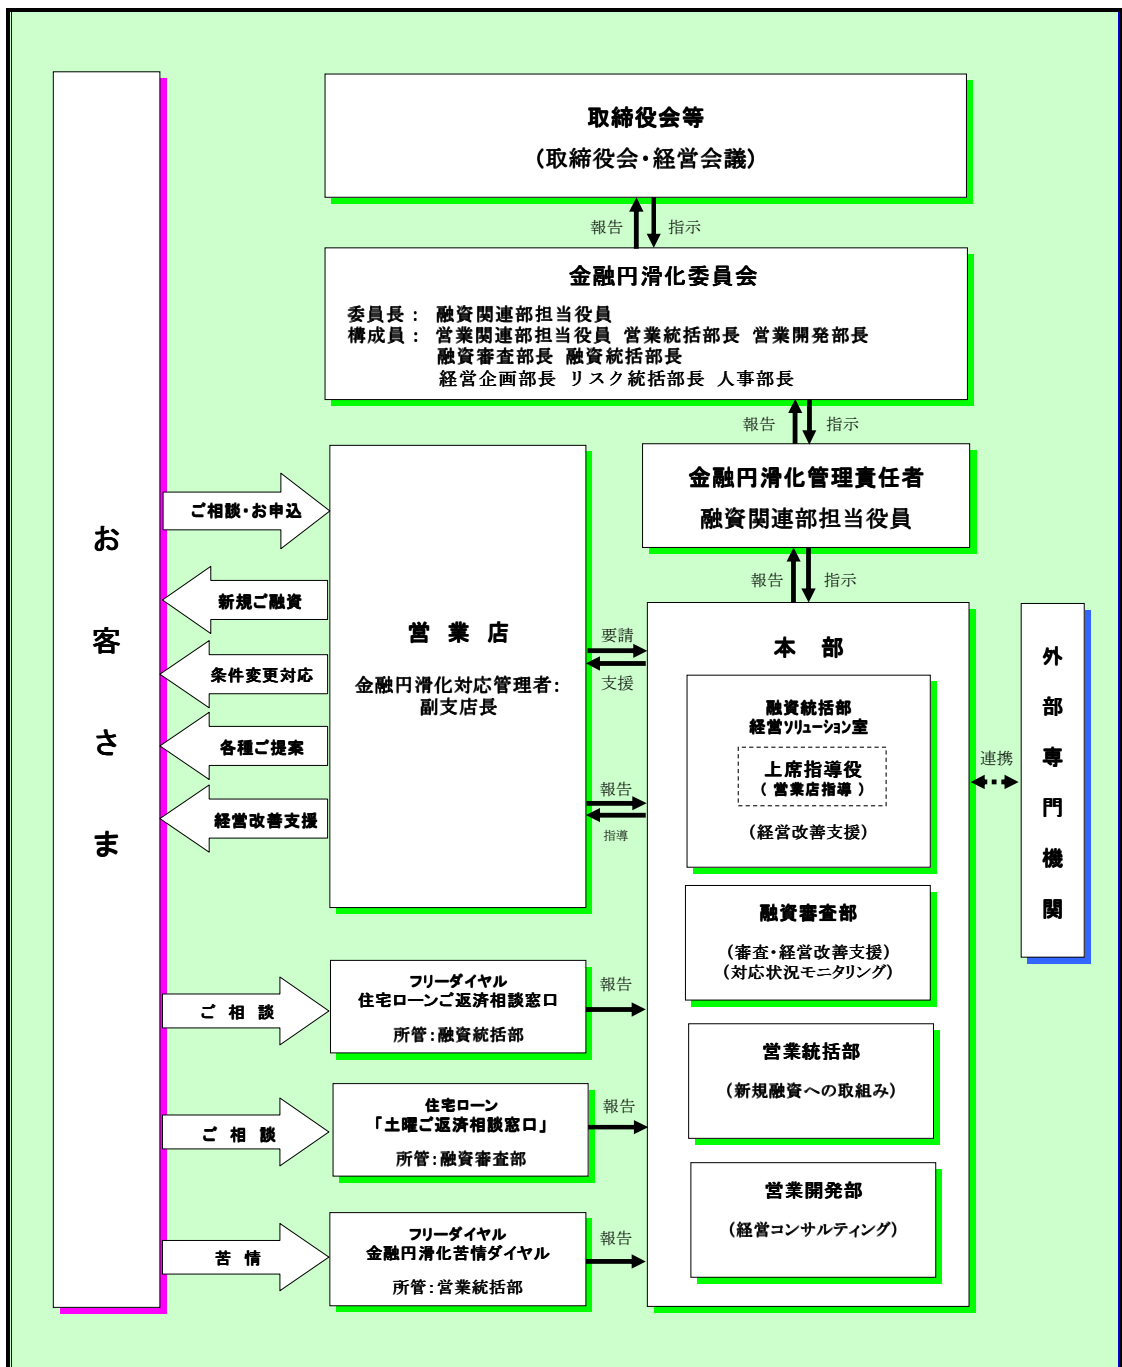 取締役会等
(取締役会・経営会議)
報告
指示
金融円滑化委員会
委員長: 融資関連部担当役員
構成員: 営業関連部担当役員 営業統括部長 営業開発部長
融資審査部長 融資統括部長
経営企画部長 リスク統括部長 人事部長
報告
指示
金融円滑化管理責任者
融資関連部担当役員
報告
指示
お客さま
ご相談・お申込
新規ご融資
条件変更対応
各種ご提案
経営改善支援
営業店
金融円滑化対応管理者:
副支店長
要請
支援
報告
指導
本部
融資統括部
経営ソリューション室
上席指導役
(営業店指導)
(経営改善支援)
融資審査部
(審査・経営改善支援)
(対応状況モニタリング)
営業統括部
(新規融資への取組み)
営業開発部
(経営コンサルティング)
連携
外部専門機関
ご相談
フリーダイヤル
住宅ローンご返済相談窓口
所管:融資統括部
報告
ご相談
住宅ローン
「土曜ご返済相談窓口」
所管:融資審査部
報告
苦情
フリーダイヤル
金融円滑化苦情ダイヤル
所管:営業統括部
報告